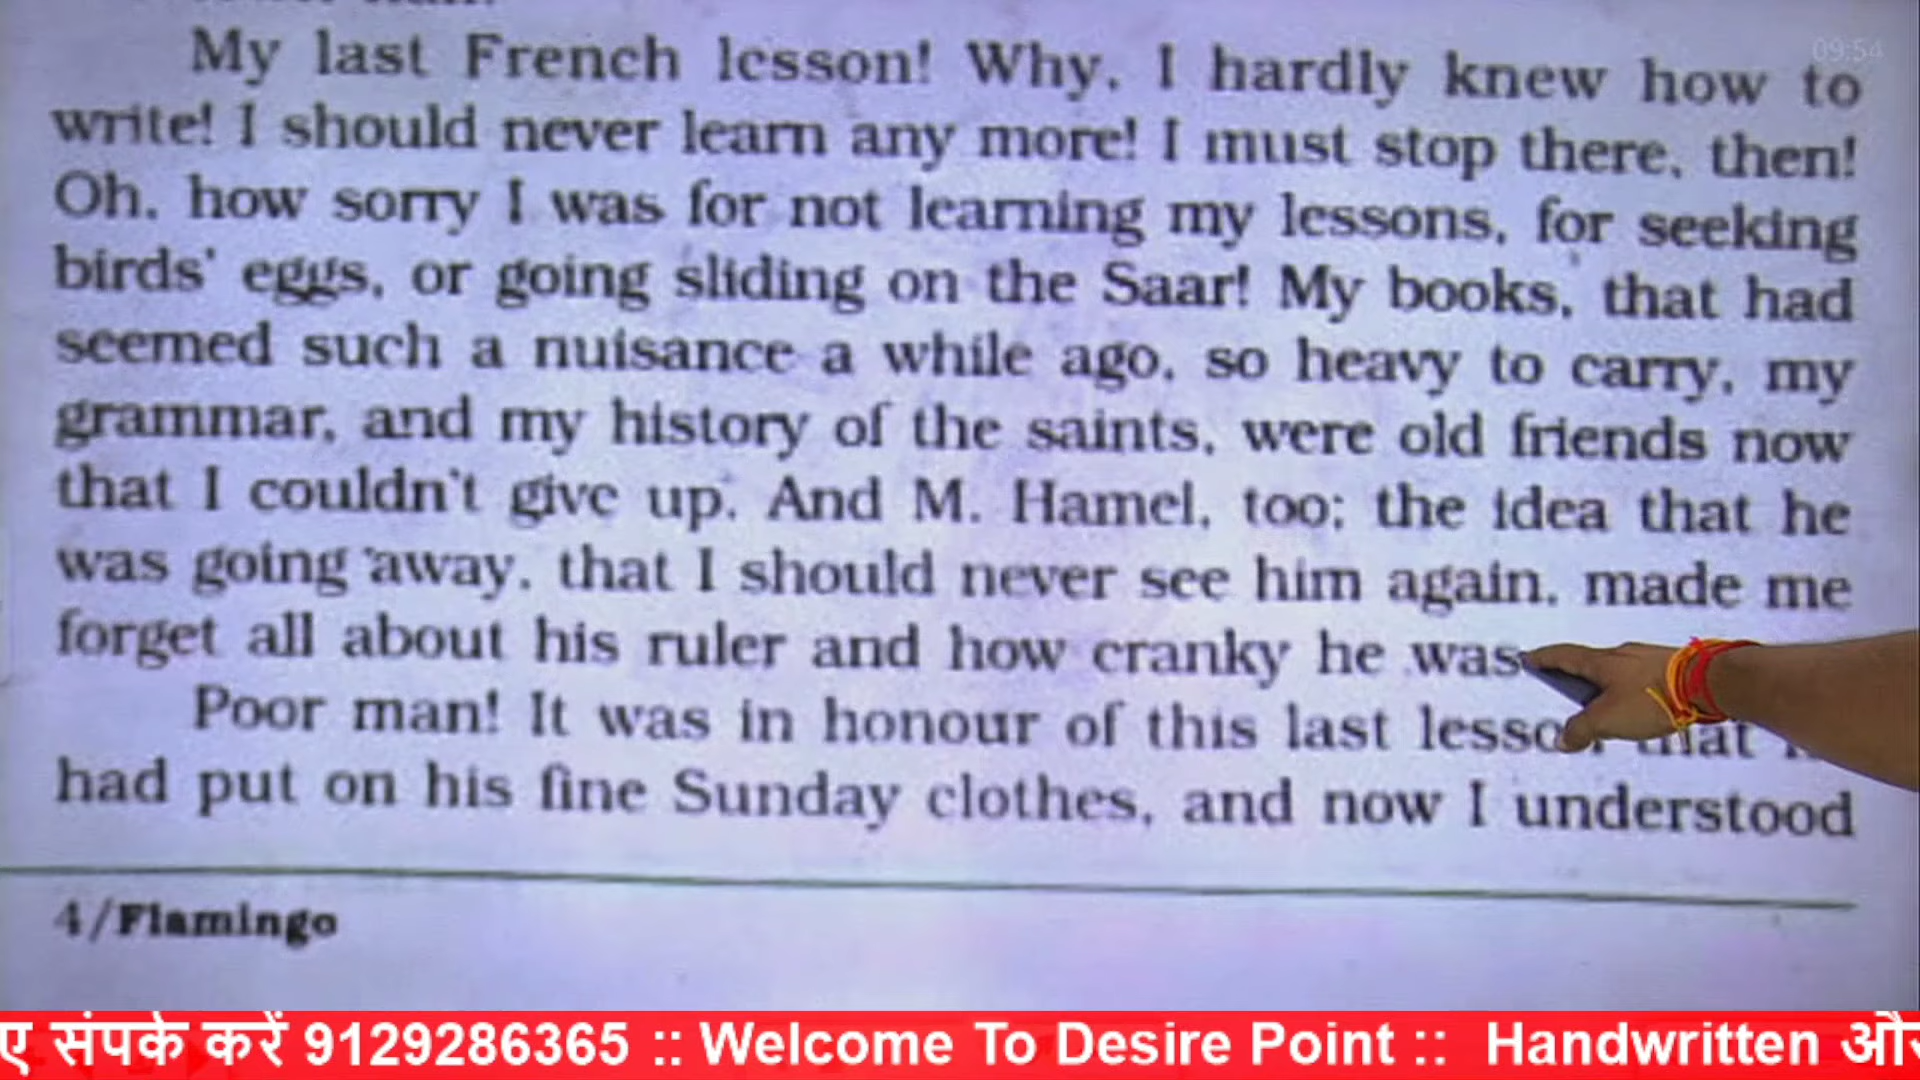 My last French lesson! Why, I hardly knew how to
write! I should never learn any more! I must stop there, then!
Oh, how sorry I was for not learning my lessons, for seeking
birds' eggs, or going sliding on the Saar! My books, that had
seemed such a nuisance a while ago, so heavy to carry, my
grammar, and my history of the saints, were old friends now
that I couldn't give up. And M. Hamel, too; the idea that he
was going away, that I should never see him again, made me
forget all about his ruler and how cranky he was
Poor man! It was in honour of this last lesson that
had put on his fine Sunday clothes, and now I understood
4/Flamingo
ए संपर्क करें 9129286365 :: Welcome To Desire Point :: Handwritten
09:54